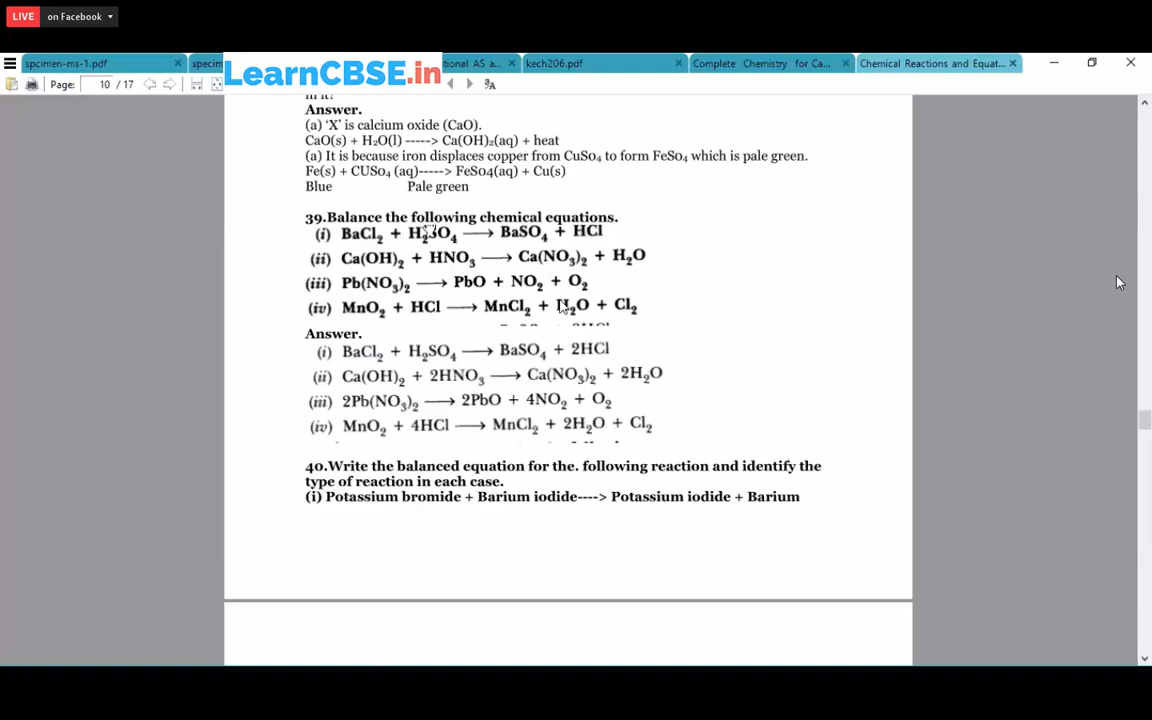 LIVE on Facebook
spcimen-ms-1.pdf specim tional AS a... kech206.pdf Complete Chemistry for Ca... Chemical Reactions and Equat...
LearnCBSE.in
Page: 10 / 17
in it?
Answer.
(a) ‘X’ is calcium oxide (CaO).
CaO(s) + H₂O(l) -----> Ca(OH)₂(aq) + heat
(a) It is because iron displaces copper from CuSo₄ to form FeSo₄ which is pale green.
Fe(s) + CUSo₄ (aq)-----> FeSo4(aq) + Cu(s)
Blue Pale green
39.Balance the following chemical equations.
(i) BaCl₂ + H₂SO₄ ⟶ BaSO₄ + HCl
(ii) Ca(OH)₂ + HNO₃ ⟶ Ca(NO₃)₂ + H₂O
(iii) Pb(NO₃)₂ ⟶ PbO + NO₂ + O₂
(iv) MnO₂ + HCl ⟶ MnCl₂ + H₂O + Cl₂
Answer.
(i) BaCl₂ + H₂SO₄ ⟶ BaSO₄ + 2HCl
(ii) Ca(OH)₂ + 2HNO₃ ⟶ Ca(NO₃)₂ + 2H₂O
(iii) 2Pb(NO₃)₂ ⟶ 2PbO + 4NO₂ + O₂
(iv) MnO₂ + 4HCl ⟶ MnCl₂ + 2H₂O + Cl₂
40.Write the balanced equation for the. following reaction and identify the
type of reaction in each case.
(i) Potassium bromide + Barium iodide----> Potassium iodide + Barium